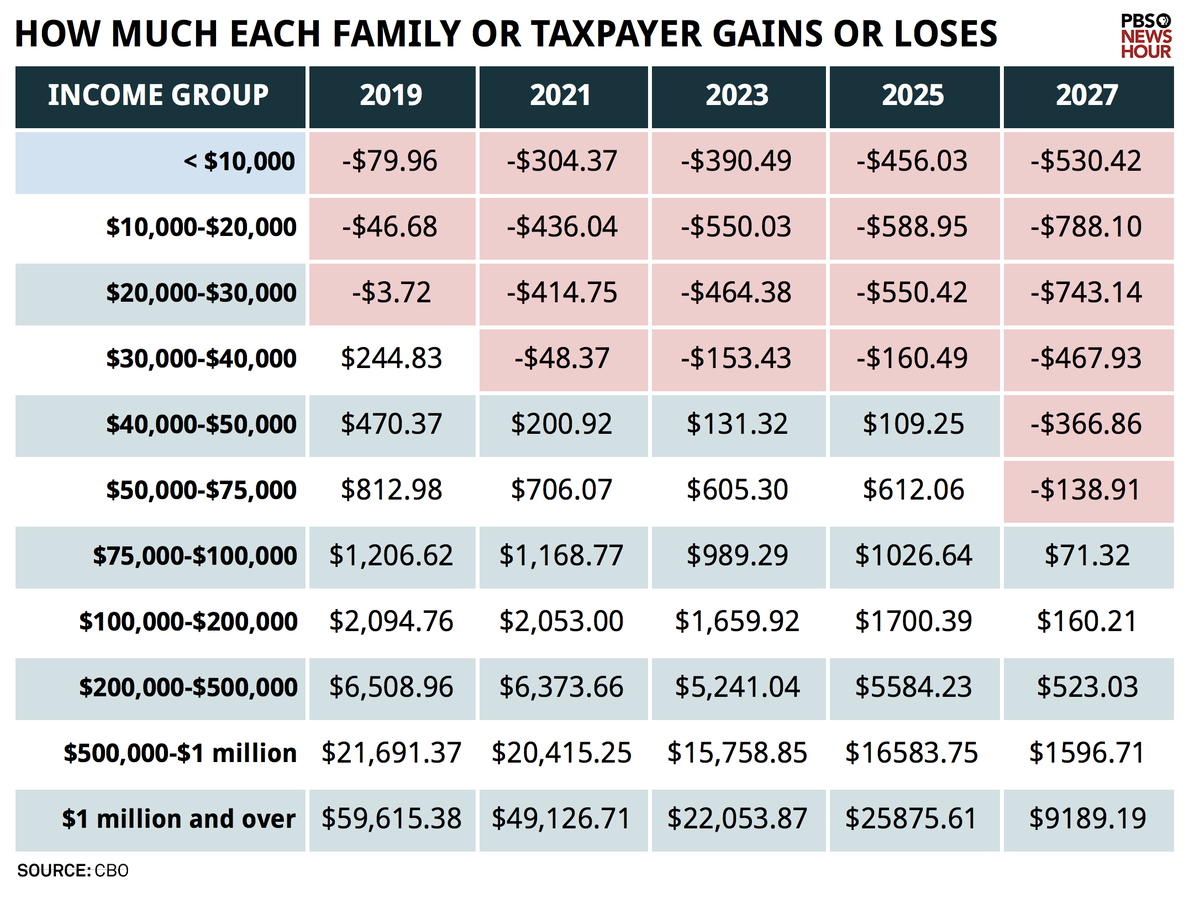 HOW MUCH EACH FAMILY OR TAXPAYER GAINS OR LOSES
PBS
NEWS
HOUR
INCOME GROUP 2019 2021 2023 2025 2027
< $10,000 -$79.96 -$304.37 -$390.49 -$456.03 -$530.42
$10,000-$20,000 -$46.68 -$436.04 -$550.03 -$588.95 -$788.10
$20,000-$30,000 -$3.72 -$414.75 -$464.38 -$550.42 -$743.14
$30,000-$40,000 $244.83 -$48.37 -$153.43 -$160.49 -$467.93
$40,000-$50,000 $470.37 $200.92 $131.32 $109.25 -$366.86
$50,000-$75,000 $812.98 $706.07 $605.30 $612.06 -$138.91
$75,000-$100,000 $1,206.62 $1,168.77 $989.29 $1026.64 $71.32
$100,000-$200,000 $2,094.76 $2,053.00 $1,659.92 $1700.39 $160.21
$200,000-$500,000 $6,508.96 $6,373.66 $5,241.04 $5584.23 $523.03
$500,000-$1 million $21,691.37 $20,415.25 $15,758.85 $16583.75 $1596.71
$1 million and over $59,615.38 $49,126.71 $22,053.87 $25875.61 $9189.19
SOURCE: CBO